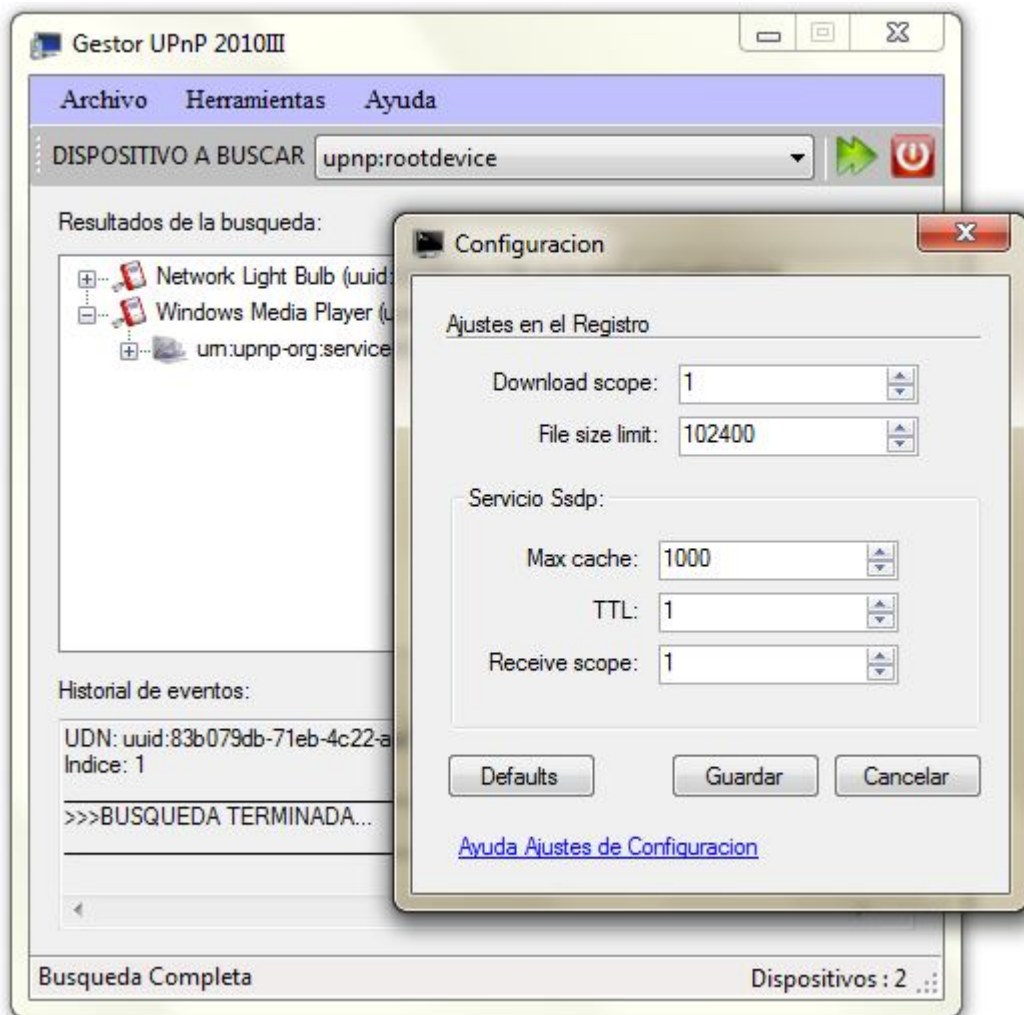 Gestor UPnP 2010III
Archivo Herramientas Ayuda
DISPOSITIVO A BUSCAR upnp:rootdevice
Resultados de la busqueda:
Network Light Bulb (uuid:
Windows Media Player (u
urn:upnp-org:service
Historial de eventos:
UDN: uuid:83b079db-71eb-4c22-a
Indice: 1
>>>BUSQUEDA TERMINADA...
Busqueda Completa
Dispositivos : 2
Configuracion
Ajustes en el Registro
Download scope: 1
File size limit: 102400
Servicio Ssdp:
Max cache: 1000
TTL: 1
Receive scope: 1
Defaults Guardar Cancelar
Ayuda Ajustes de Configuracion